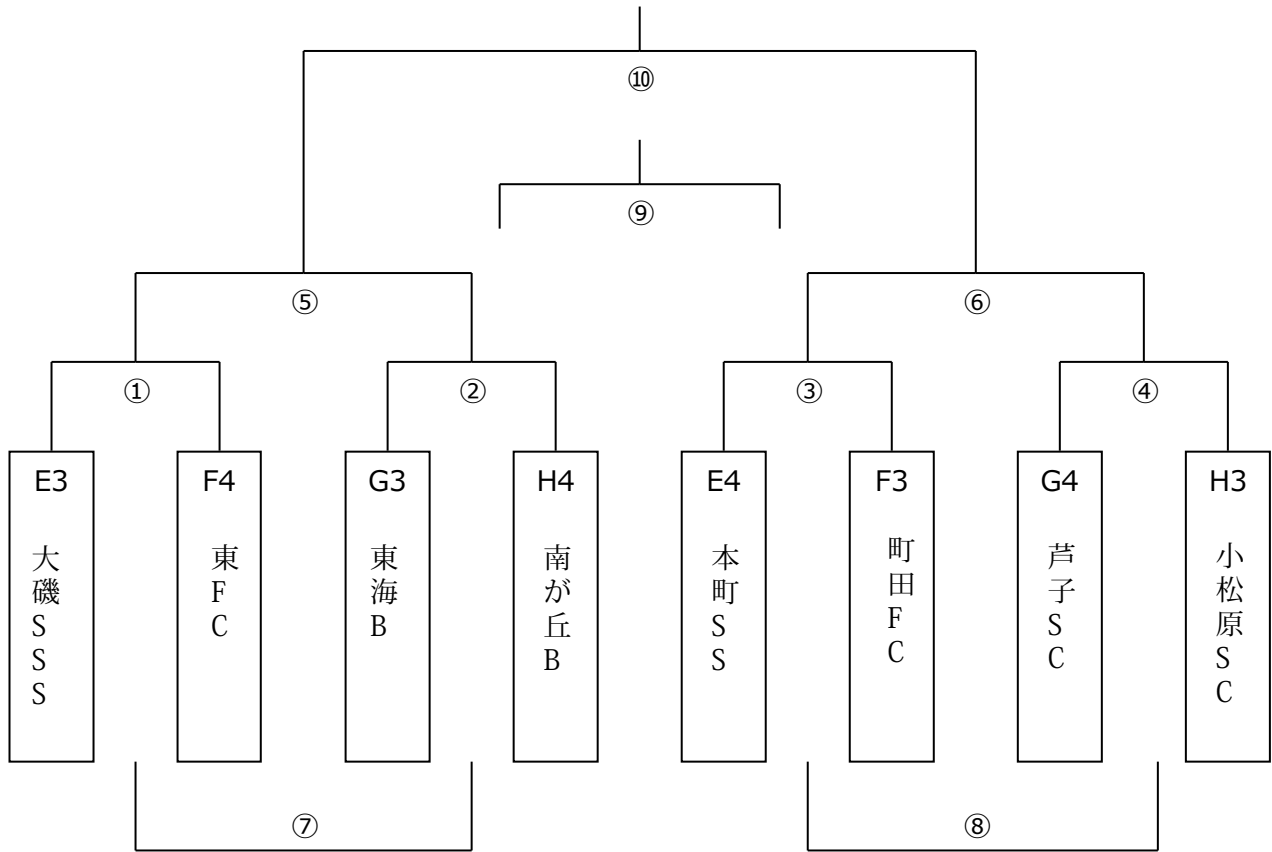 ⑩
⑨
⑤
⑥
①
②
③
④
E3
F4
G3
H4
E4
F3
G4
H3
大磯SSS
東FC
東海B
南が丘B
本町SS
町田FC
芦子SC
小松原SC
⑦
⑧